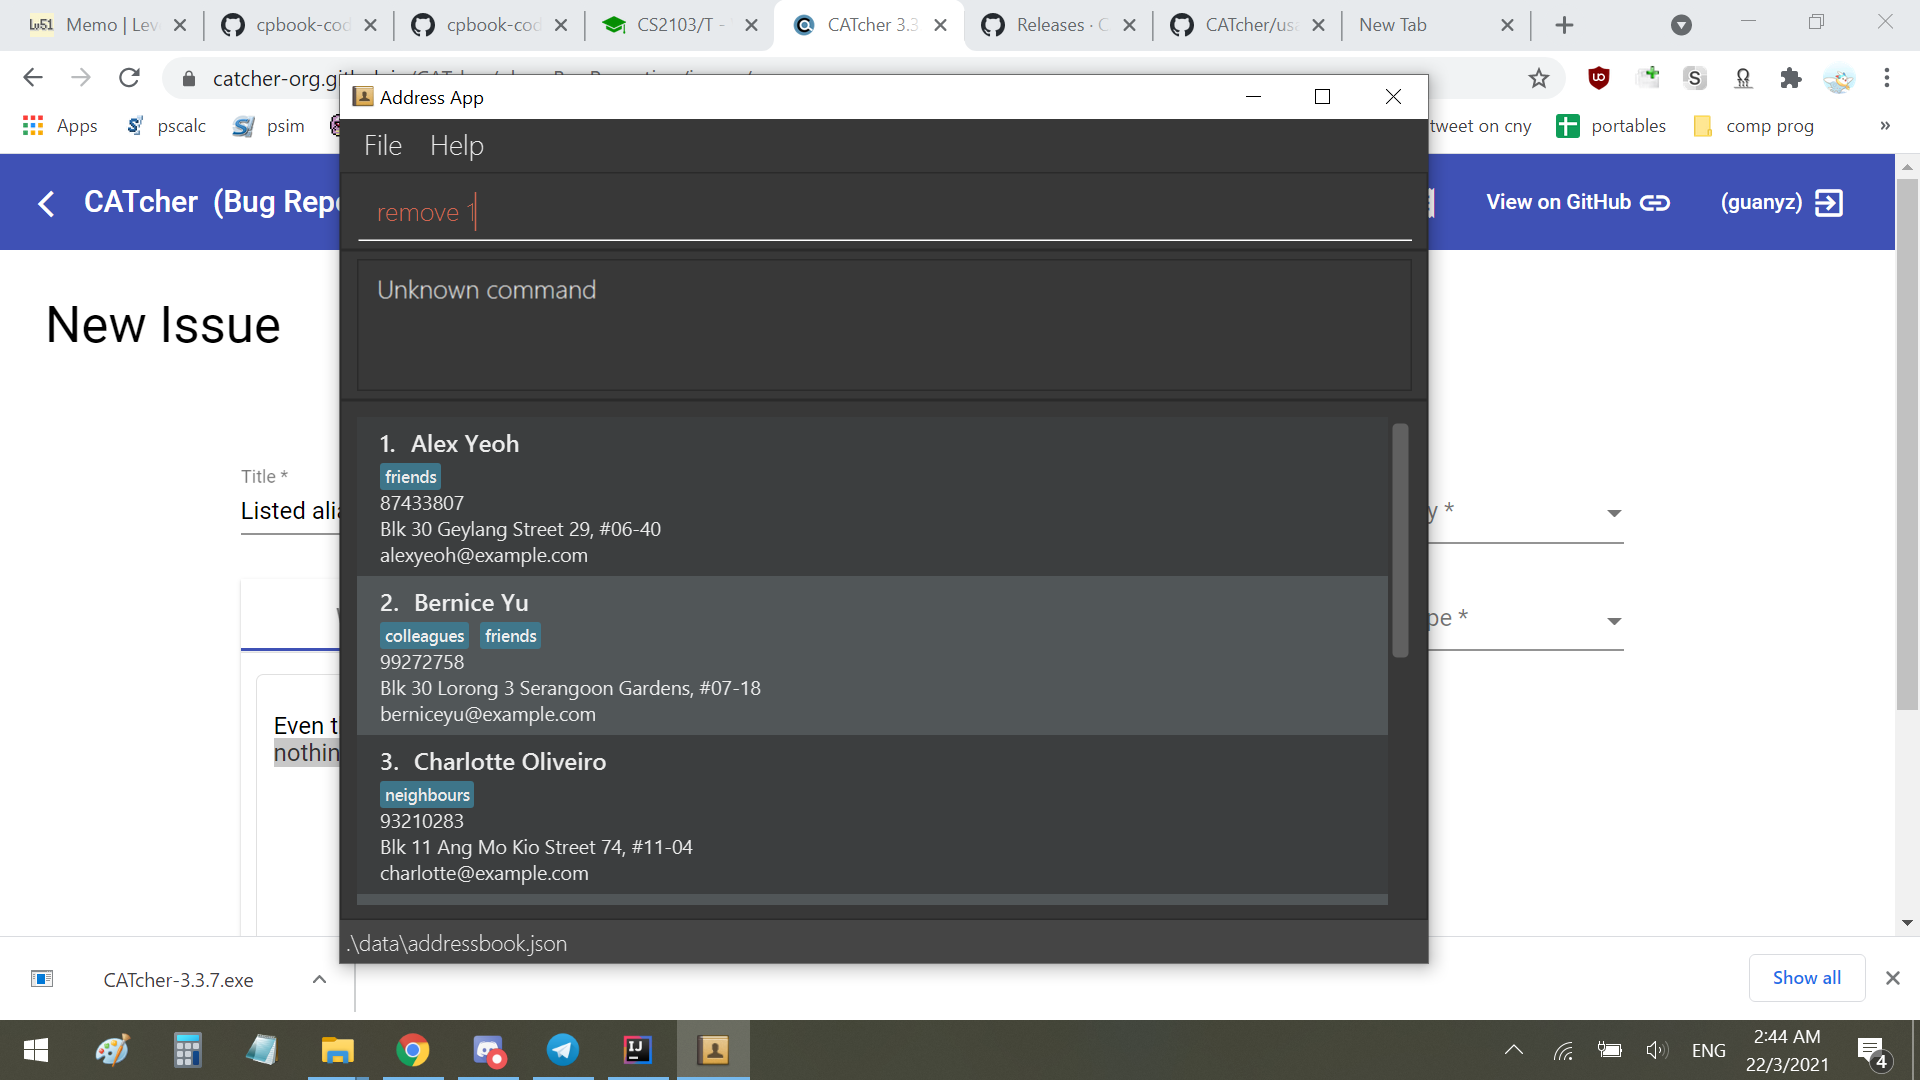 Lv51 Memo | Lev
cpbook-cod
cpbook-cod
CS2103/T -
CATcher 3.3
Releases · C
CATcher/us
New Tab
catcher-org.g
Apps
pscalc
psim
tweet on cny
portables
comp prog
»
Address App
File Help
CATcher (Bug Rep
View on GitHub
(guanyz)
remove 1
Unknown command
New Issue
Title *
Listed ali
y *
pe *
Even t
nothin
1. Alex Yeoh
friends
87433807
Blk 30 Geylang Street 29, #06-40
alexyeoh@example.com
2. Bernice Yu
colleagues friends
99272758
Blk 30 Lorong 3 Serangoon Gardens, #07-18
berniceyu@example.com
3. Charlotte Oliveiro
neighbours
93210283
Blk 11 Ang Mo Kio Street 74, #11-04
charlotte@example.com
.\data\addressbook.json
CATcher-3.3.7.exe
Show all
ENG
2:44 AM
22/3/2021
4